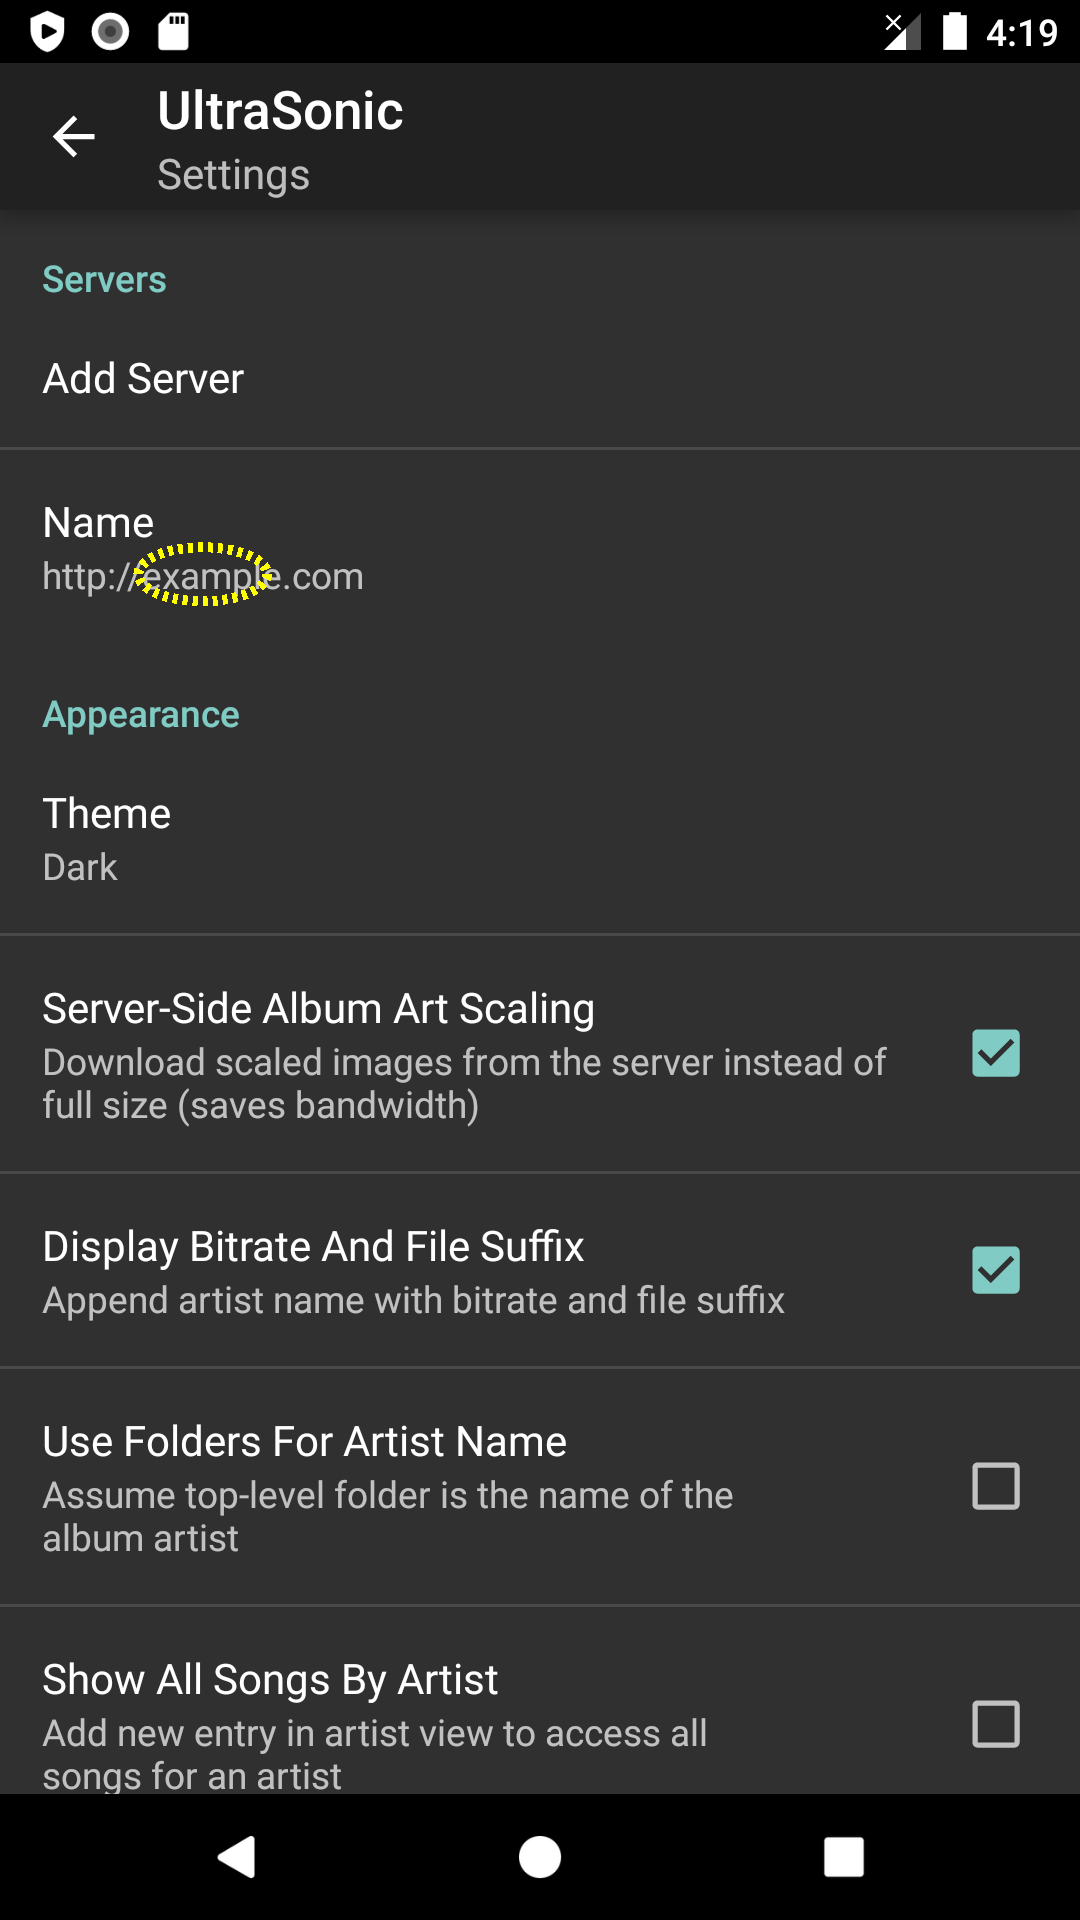 4:19
UltraSonic
Settings
Servers
Add Server
Name
http://example.com
Appearance
Theme
Dark
Server-Side Album Art Scaling
Download scaled images from the server instead of
full size (saves bandwidth)
Display Bitrate And File Suffix
Append artist name with bitrate and file suffix
Use Folders For Artist Name
Assume top-level folder is the name of the
album artist
Show All Songs By Artist
Add new entry in artist view to access all
songs for an artist